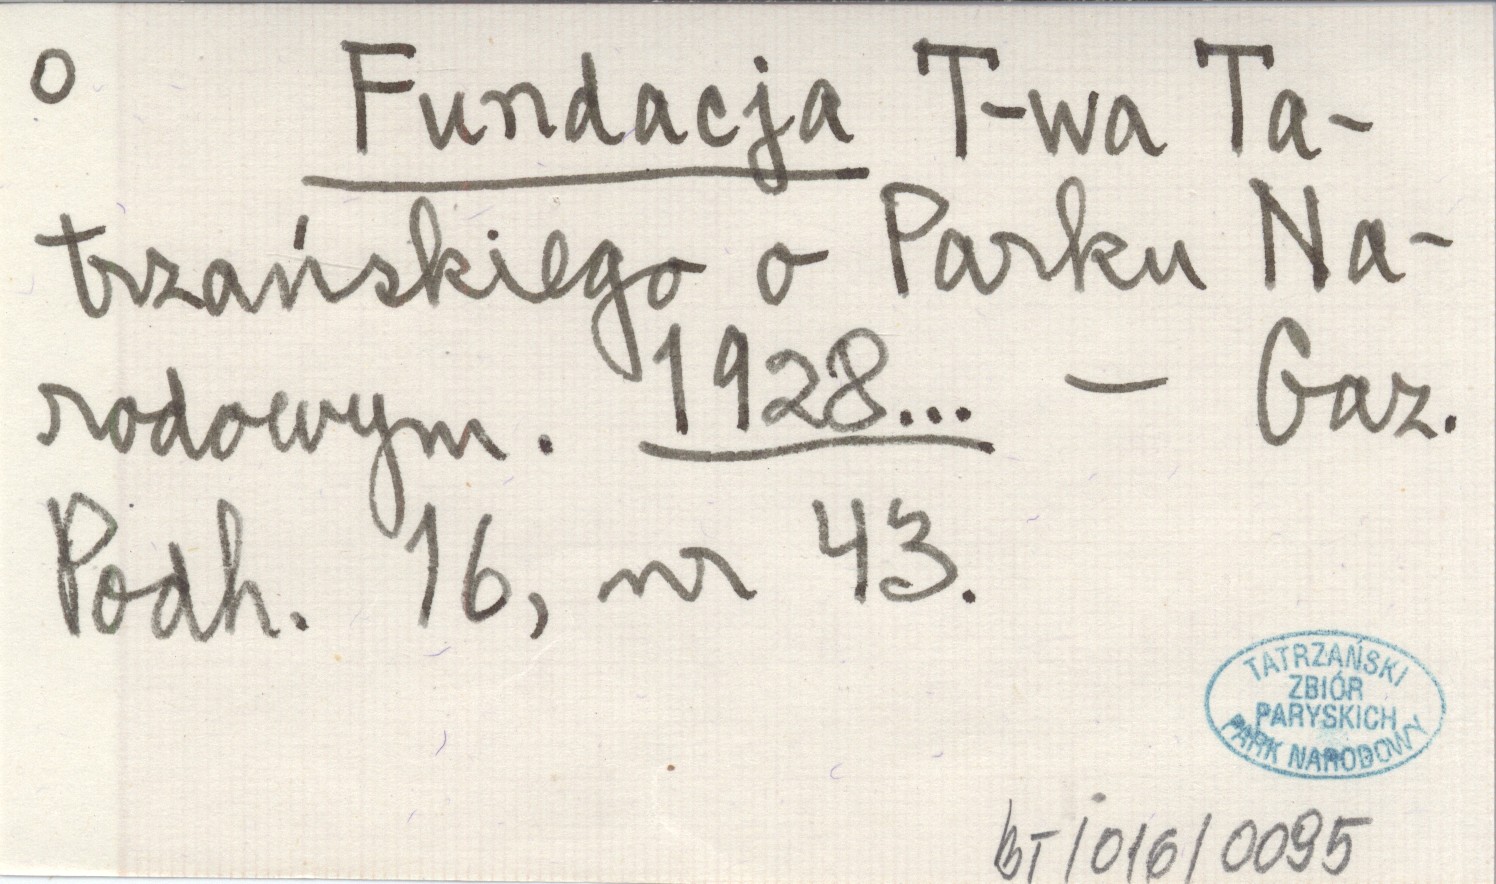 o Fundacja T-wa Ta-
trzańskiego o Parku Na-
rodowym. 1928... — Gaz.
Podh. 16, nr 43.
TATRZAŃSKI
ZBIÓR
PARYSKICH
PARK NARODOWY
BT/016/0095